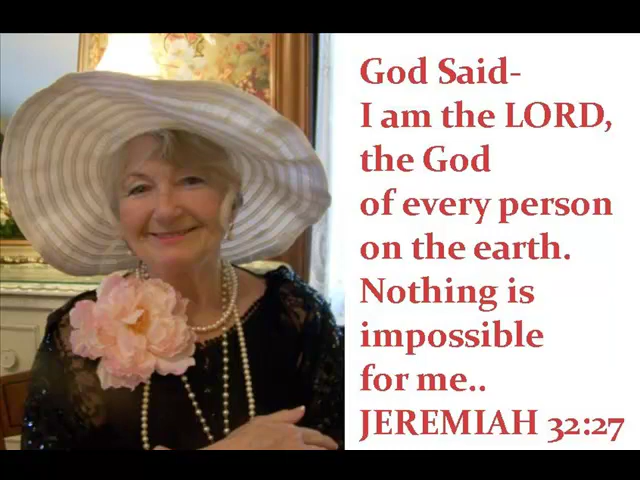 God Said-
I am the LORD,
the God
of every person
on the earth.
Nothing is
impossible
for me..
JEREMIAH 32:27